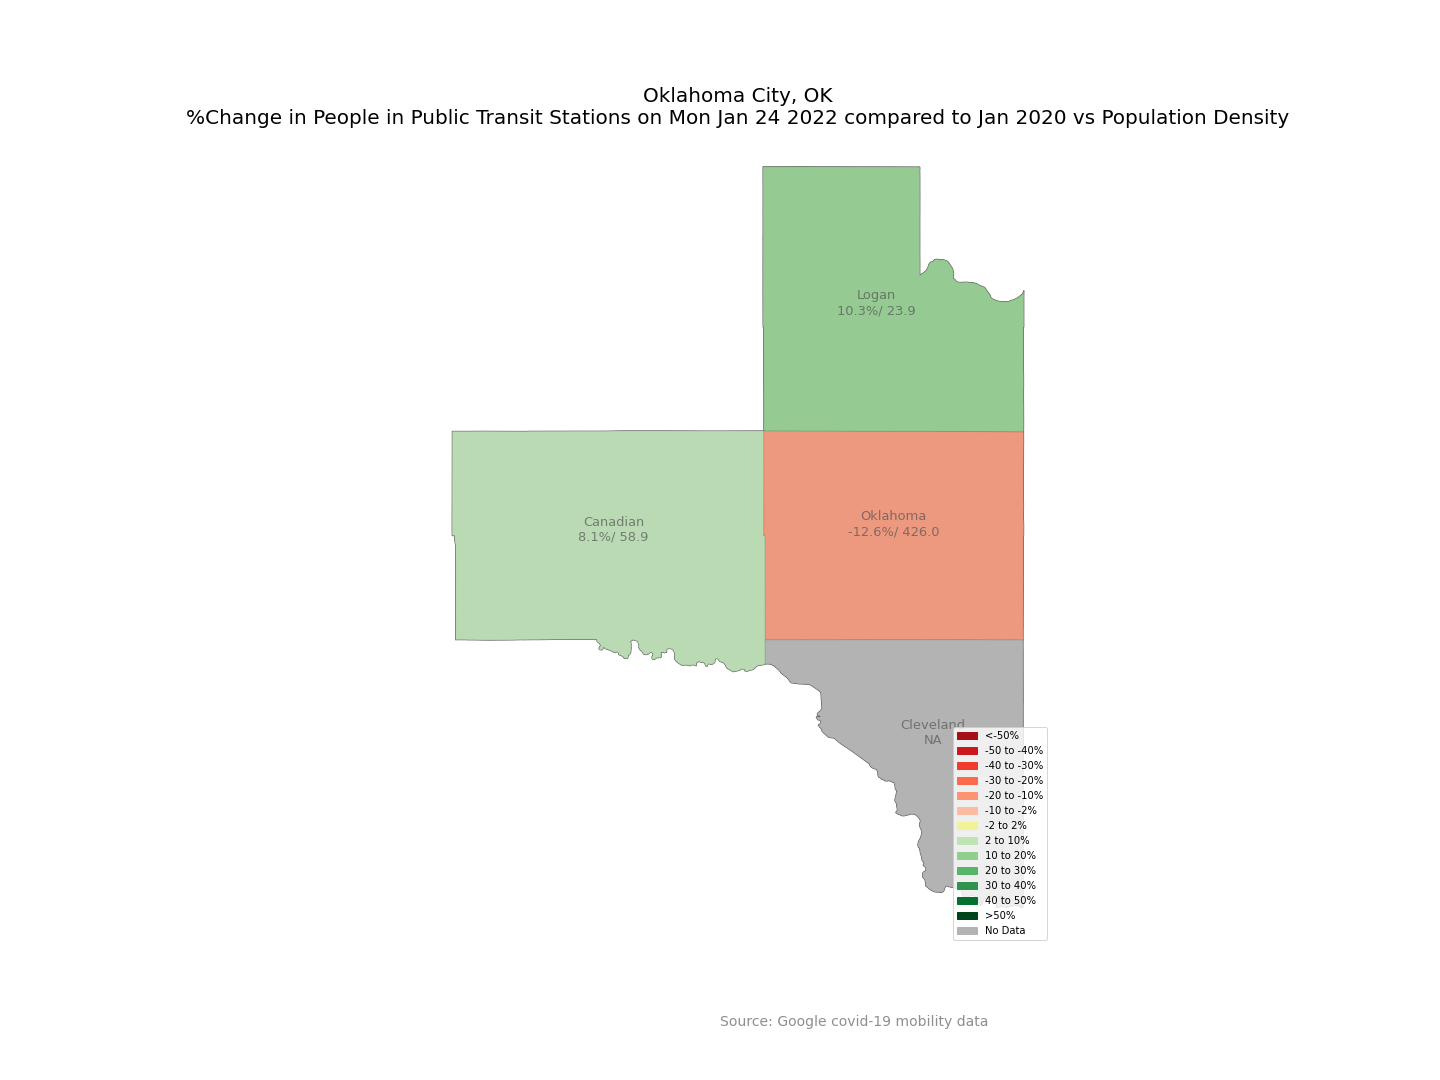 Oklahoma City, OK
%Change in People in Public Transit Stations on Mon Jan 24 2022 compared to Jan 2020 vs Population Density
Logan
10.3%/ 23.9
Canadian
8.1%/ 58.9
Oklahoma
-12.6%/ 426.0
Cleveland
NA
<-50%
-50 to -40%
-40 to -30%
-30 to -20%
-20 to -10%
-10 to -2%
-2 to 2%
2 to 10%
10 to 20%
20 to 30%
30 to 40%
40 to 50%
>50%
No Data
Source: Google covid-19 mobility data